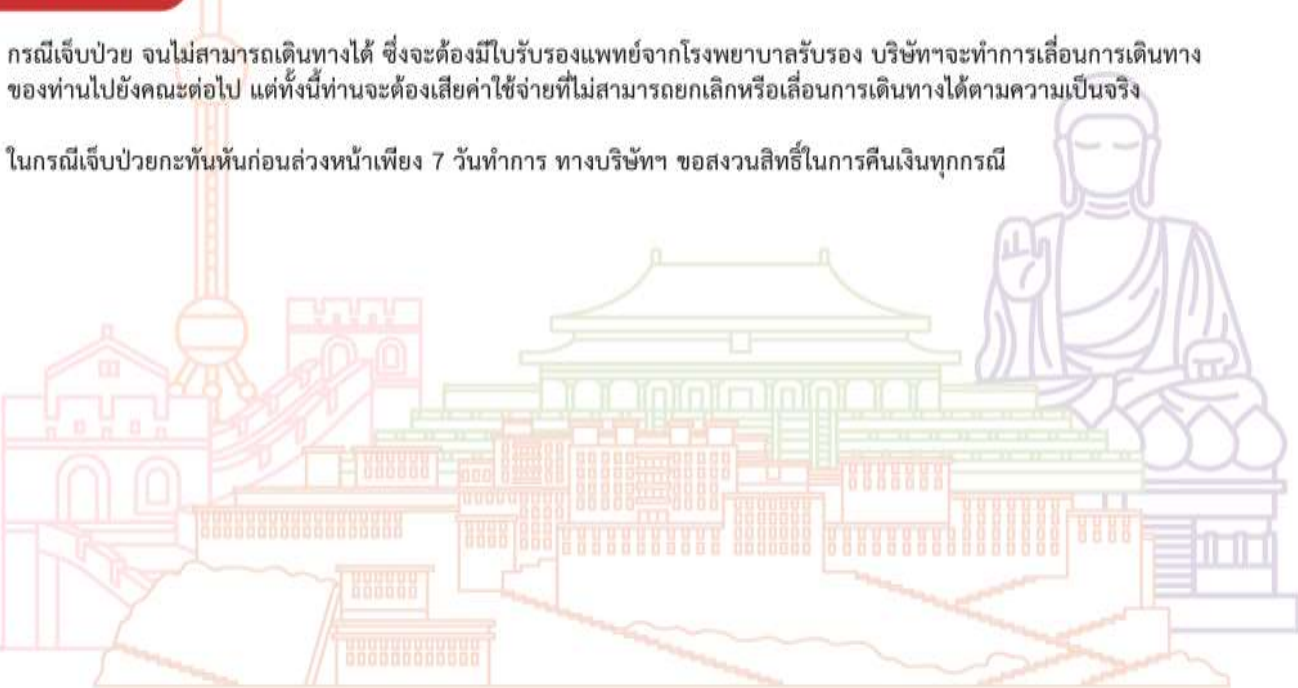 กรณีเจ็บป่วย จนไม่สามารถเดินทางได้ ซึ่งจะต้องมีใบรับรองแพทย์จากโรงพยาบาลรับรอง บริษัทฯจะทำการเลื่อนการเดินทาง
ของท่านไปยังคณะต่อไป แต่ทั้งนี้ท่านจะต้องเสียค่าใช้จ่ายที่ไม่สามารถยกเลิกหรือเลื่อนการเดินทางได้ตามความเป็นจริง
ในกรณีเจ็บป่วยกะทันหันก่อนล่วงหน้าเพียง 7 วันทำการ ทางบริษัทฯ ขอสงวนสิทธิ์ในการคืนเงินทุกกรณี